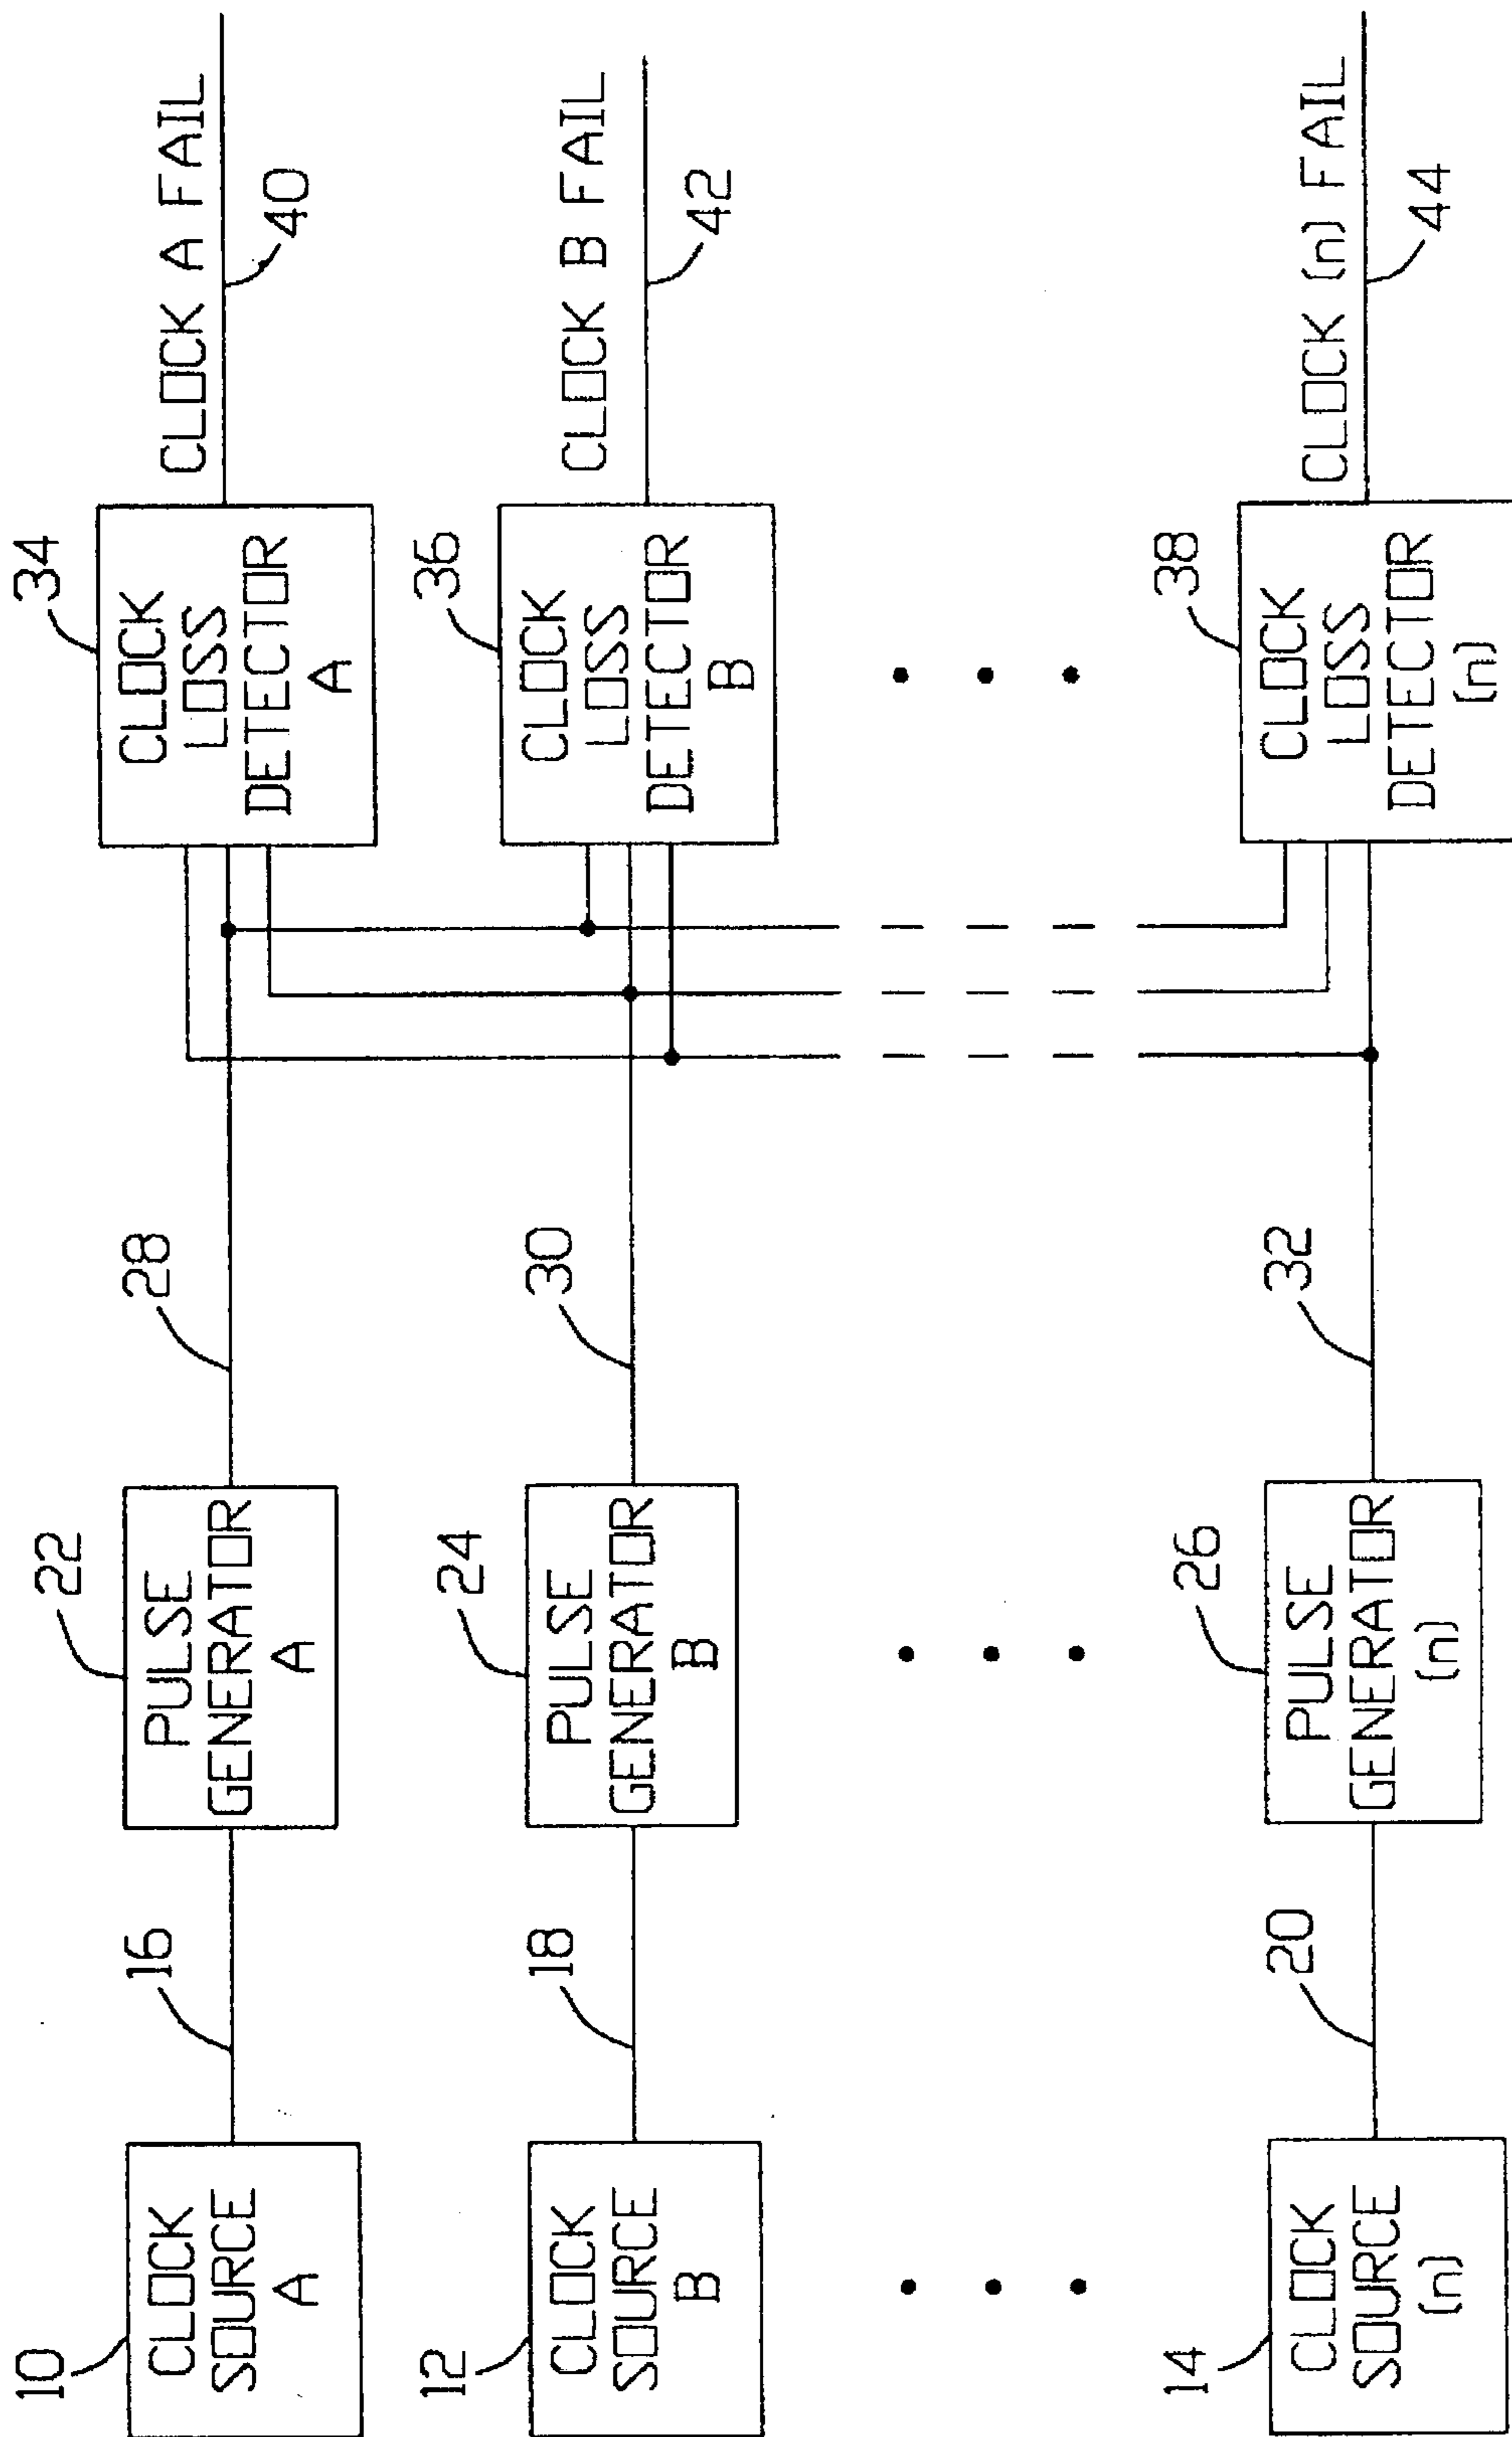 10
CLOCK
SOURCE
A
16
22
PULSE
GENERATOR
A
28
34
CLOCK
LOSS
DETECTOR
A
CLOCK A FAIL
40
12
CLOCK
SOURCE
B
18
24
PULSE
GENERATOR
B
30
36
CLOCK
LOSS
DETECTOR
B
CLOCK B FAIL
42
14
CLOCK
SOURCE
(n)
20
26
PULSE
GENERATOR
(n)
32
38
CLOCK
LOSS
DETECTOR
(n)
CLOCK (n) FAIL
44